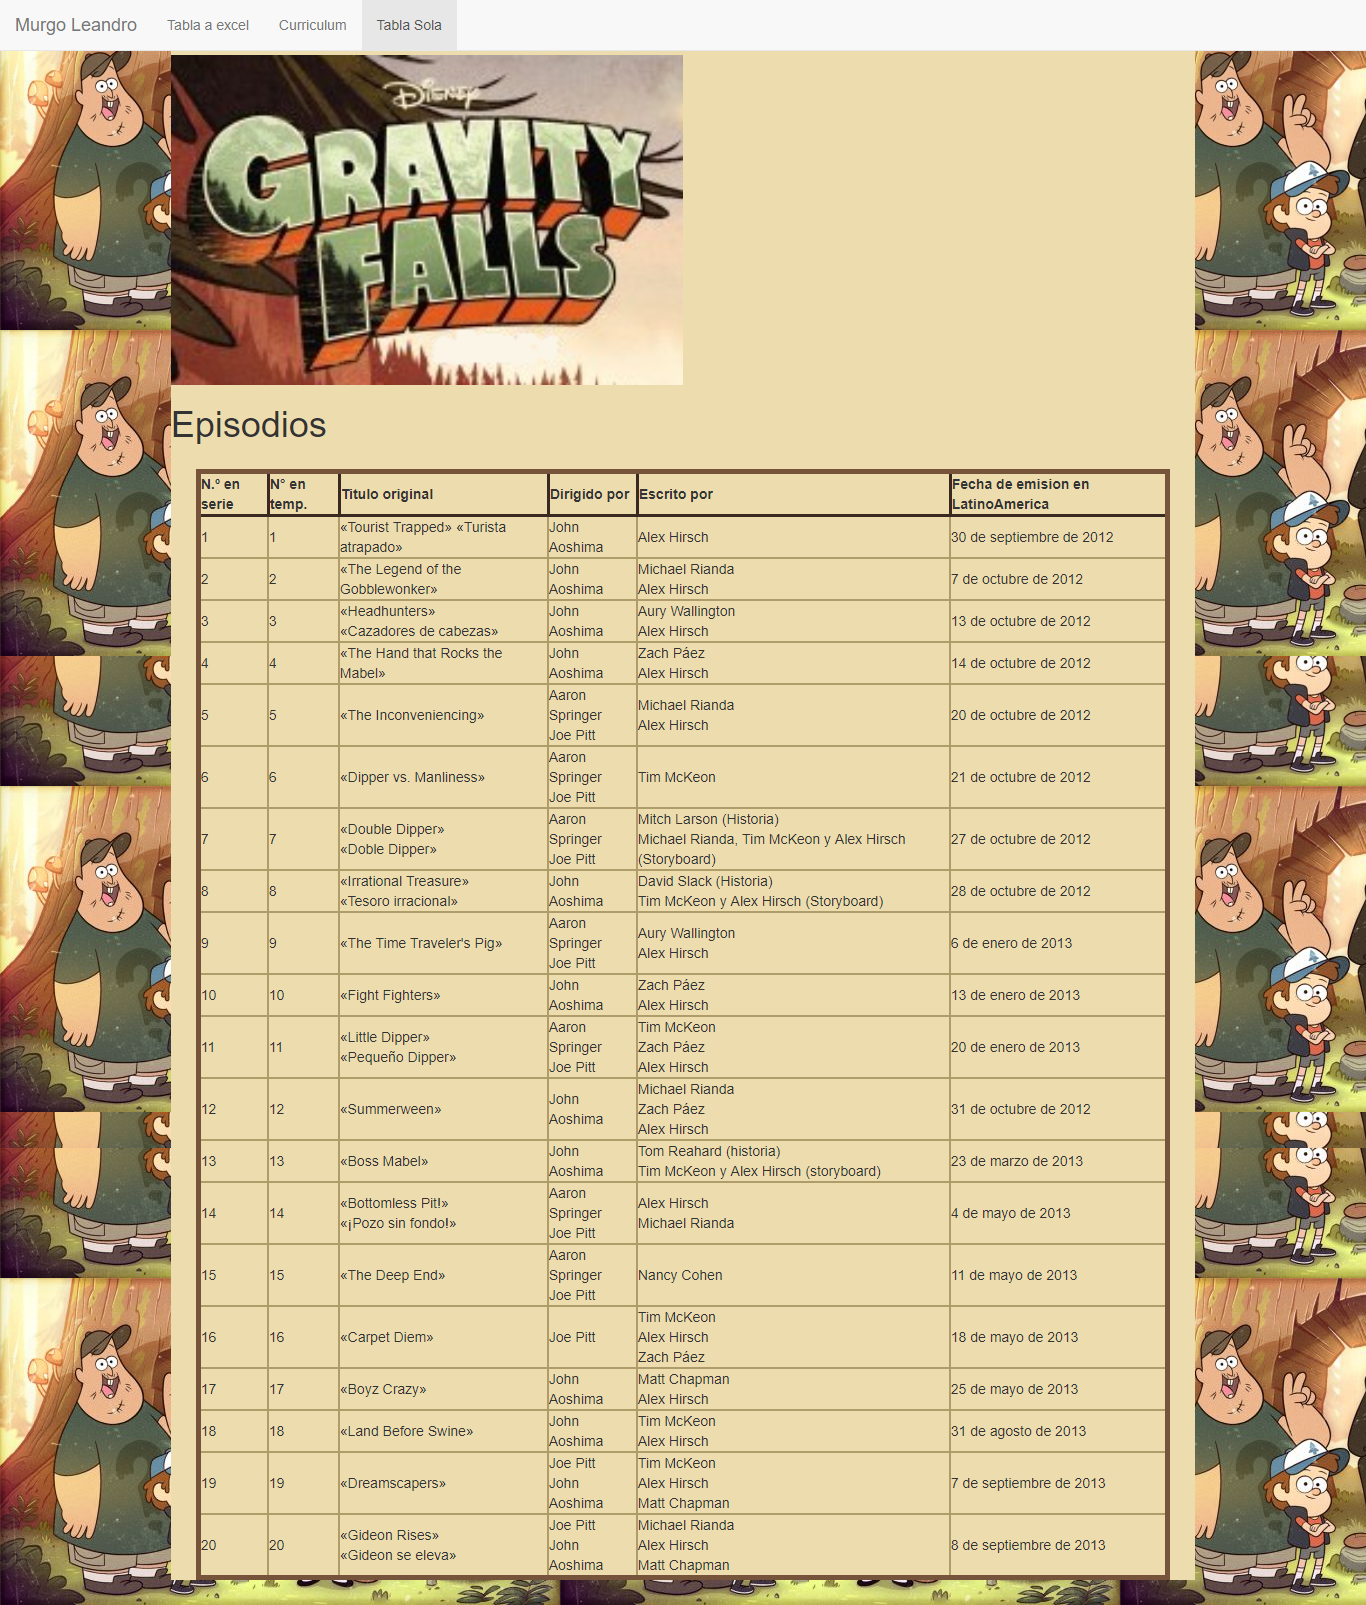 Murgo Leandro Tabla a excel Curriculum Tabla Sola
Disney
GRAVITY
FALLS
Episodios
N.º en serie N° en temp. Titulo original Dirigido por Escrito por Fecha de emision en LatinoAmerica
1 1 «Tourist Trapped» «Turista atrapado» John Aoshima Alex Hirsch 30 de septiembre de 2012
2 2 «The Legend of the Gobblewonker» John Aoshima Michael Rianda Alex Hirsch 7 de octubre de 2012
3 3 «Headhunters» «Cazadores de cabezas» John Aoshima Aury Wallington Alex Hirsch 13 de octubre de 2012
4 4 «The Hand that Rocks the Mabel» John Aoshima Zach Páez Alex Hirsch 14 de octubre de 2012
5 5 «The Inconveniencing» Aaron Springer Joe Pitt Michael Rianda Alex Hirsch 20 de octubre de 2012
6 6 «Dipper vs. Manliness» Aaron Springer Joe Pitt Tim McKeon 21 de octubre de 2012
7 7 «Double Dipper» «Doble Dipper» Aaron Springer Joe Pitt Mitch Larson (Historia) Michael Rianda, Tim McKeon y Alex Hirsch (Storyboard) 27 de octubre de 2012
8 8 «Irrational Treasure» «Tesoro irracional» John Aoshima David Slack (Historia) Tim McKeon y Alex Hirsch (Storyboard) 28 de octubre de 2012
9 9 «The Time Traveler's Pig» Aaron Springer Joe Pitt Aury Wallington Alex Hirsch 6 de enero de 2013
10 10 «Fight Fighters» John Aoshima Zach Páez Alex Hirsch 13 de enero de 2013
11 11 «Little Dipper» «Pequeño Dipper» Aaron Springer Joe Pitt Tim McKeon Zach Páez Alex Hirsch 20 de enero de 2013
12 12 «Summerween» John Aoshima Michael Rianda Zach Páez Alex Hirsch 31 de octubre de 2012
13 13 «Boss Mabel» John Aoshima Tom Reahard (historia) Tim McKeon y Alex Hirsch (storyboard) 23 de marzo de 2013
14 14 «Bottomless Pit!» «¡Pozo sin fondo!» Aaron Springer Joe Pitt Alex Hirsch Michael Rianda 4 de mayo de 2013
15 15 «The Deep End» Aaron Springer Joe Pitt Nancy Cohen 11 de mayo de 2013
16 16 «Carpet Diem» Joe Pitt Tim McKeon Alex Hirsch Zach Páez 18 de mayo de 2013
17 17 «Boyz Crazy» John Aoshima Matt Chapman Alex Hirsch 25 de mayo de 2013
18 18 «Land Before Swine» John Aoshima Tim McKeon Alex Hirsch 31 de agosto de 2013
19 19 «Dreamscapers» Joe Pitt John Aoshima Tim McKeon Alex Hirsch Matt Chapman 7 de septiembre de 2013
20 20 «Gideon Rises» «Gideon se eleva» Joe Pitt John Aoshima Michael Rianda Alex Hirsch Matt Chapman 8 de septiembre de 2013